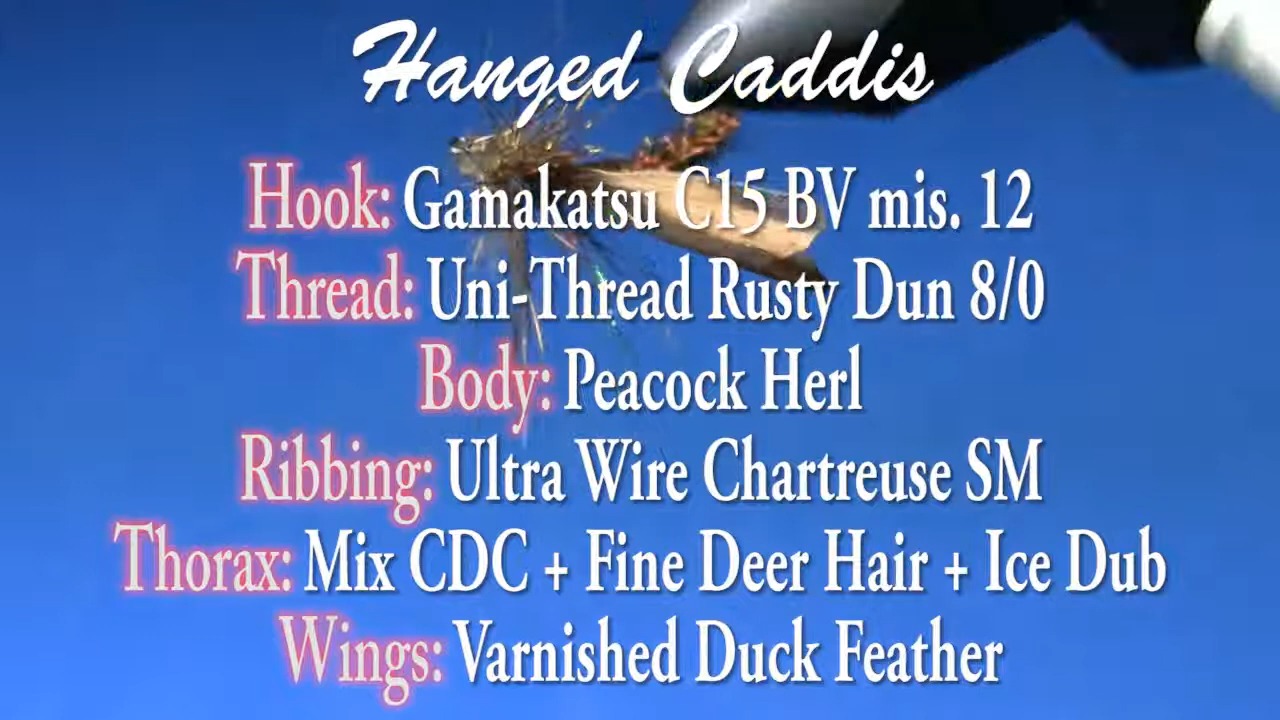 Hanged Caddis
Hook: Gamakatsu C15 BV mis. 12
Thread: Uni-Thread Rusty Dun 8/0
Body: Peacock Herl
Ribbing: Ultra Wire Chartreuse SM
Thorax: Mix CDC + Fine Deer Hair + Ice Dub
Wings: Varnished Duck Feather